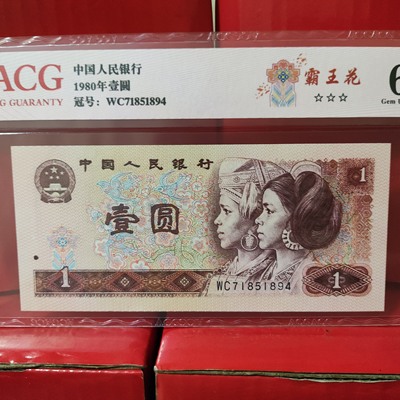 ACG
NG GUARANTY
中国人民银行
1980年壹圆
冠号: WC71851894
霸王花
☆☆☆
6
Gem U
中国人民银行
1
壹圆
1
1
WC71851894